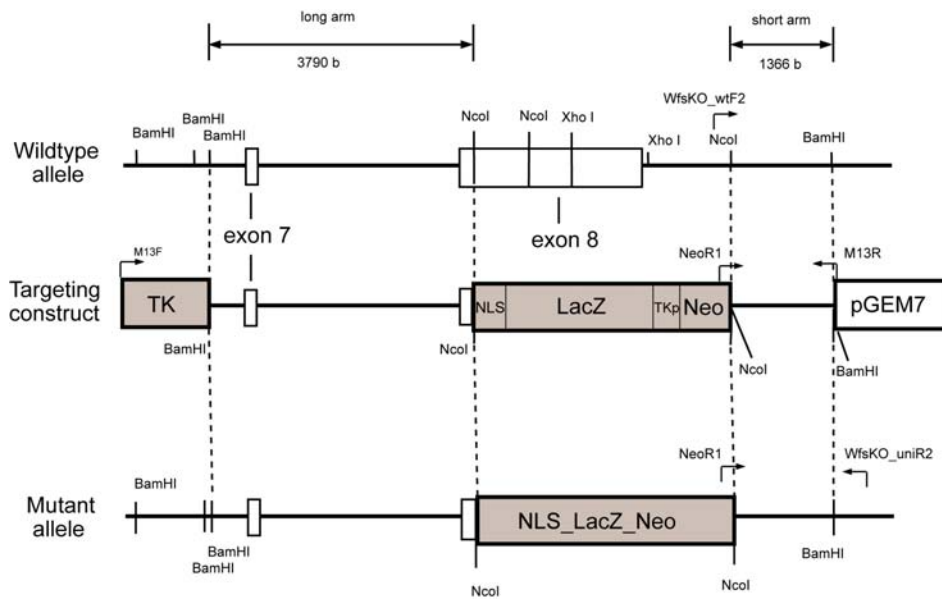 long arm
short arm
3790 b
1366 b
WfsKO_wtF2
BamHI
BamHI
BamHI
NcoI
NcoI
Xho I
Xho I
NcoI
BamHI
Wildtype
allele
exon 7
exon 8
M13F
NeoR1
M13R
Targeting
construct
TK
NLS
LacZ
TKp
Neo
pGEM7
BamHI
NcoI
NcoI
BamHI
NeoR1
WfsKO_uniR2
BamHI
Mutant
allele
NLS_LacZ_Neo
BamHI
BamHI
BamHI
NcoI
NcoI